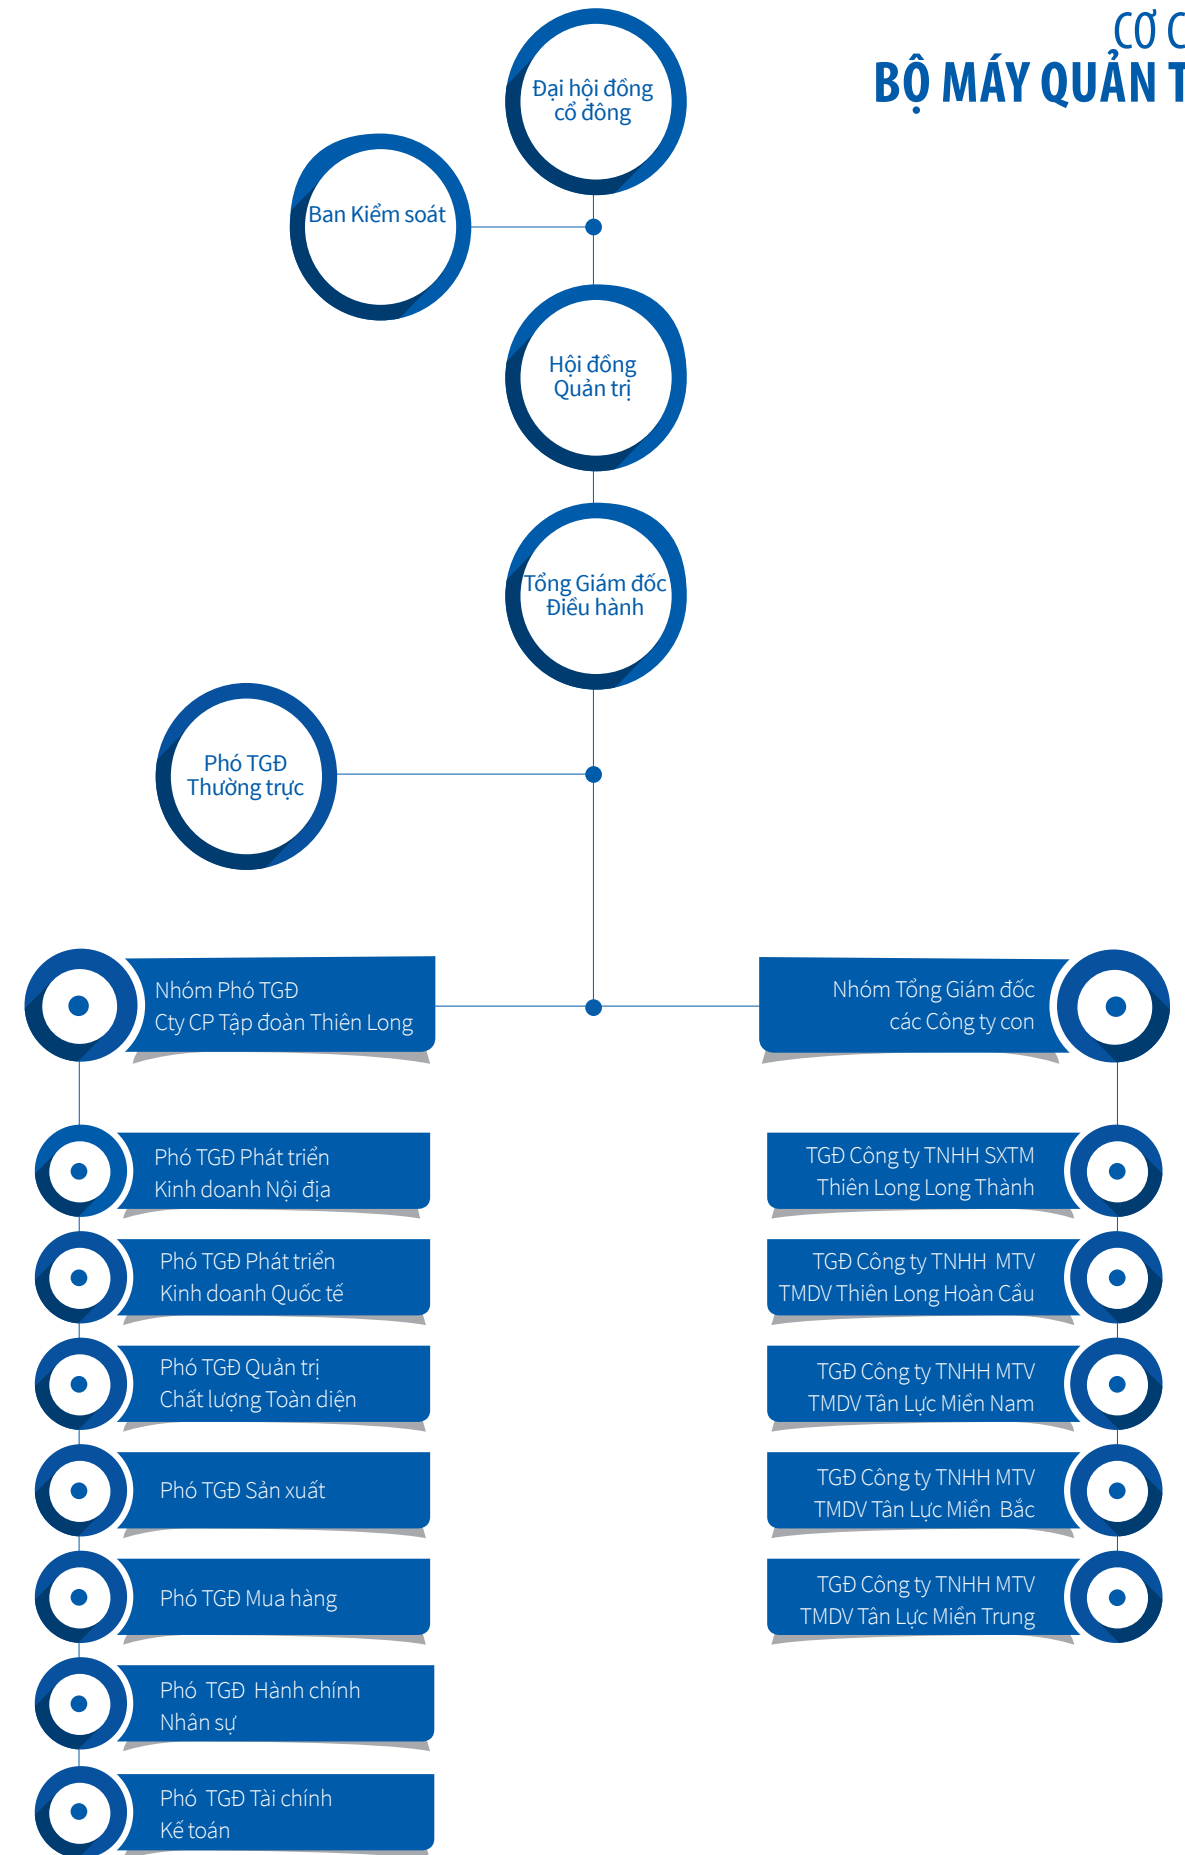 CƠ C
BỘ MÁY QUẢN T
Đại hội đồng
cổ đông
Ban Kiểm soát
Hội đồng
Quản trị
Tổng Giám đốc
Điều hành
Phó TGĐ
Thường trực
Nhóm Phó TGĐ
Cty CP Tập đoàn Thiên Long
Phó TGĐ Phát triển
Kinh doanh Nội địa
Phó TGĐ Phát triển
Kinh doanh Quốc tế
Phó TGĐ Quản trị
Chất lượng Toàn diện
Phó TGĐ Sản xuất
Phó TGĐ Mua hàng
Phó TGĐ Hành chính
Nhân sự
Phó TGĐ Tài chính
Kế toán
Nhóm Tổng Giám đốc
các Công ty con
TGĐ Công ty TNHH SXTM
Thiên Long Long Thành
TGĐ Công ty TNHH MTV
TMDV Thiên Long Hoàn Cầu
TGĐ Công ty TNHH MTV
TMDV Tân Lực Miền Nam
TGĐ Công ty TNHH MTV
TMDV Tân Lực Miền Bắc
TGĐ Công ty TNHH MTV
TMDV Tân Lực Miền Trung